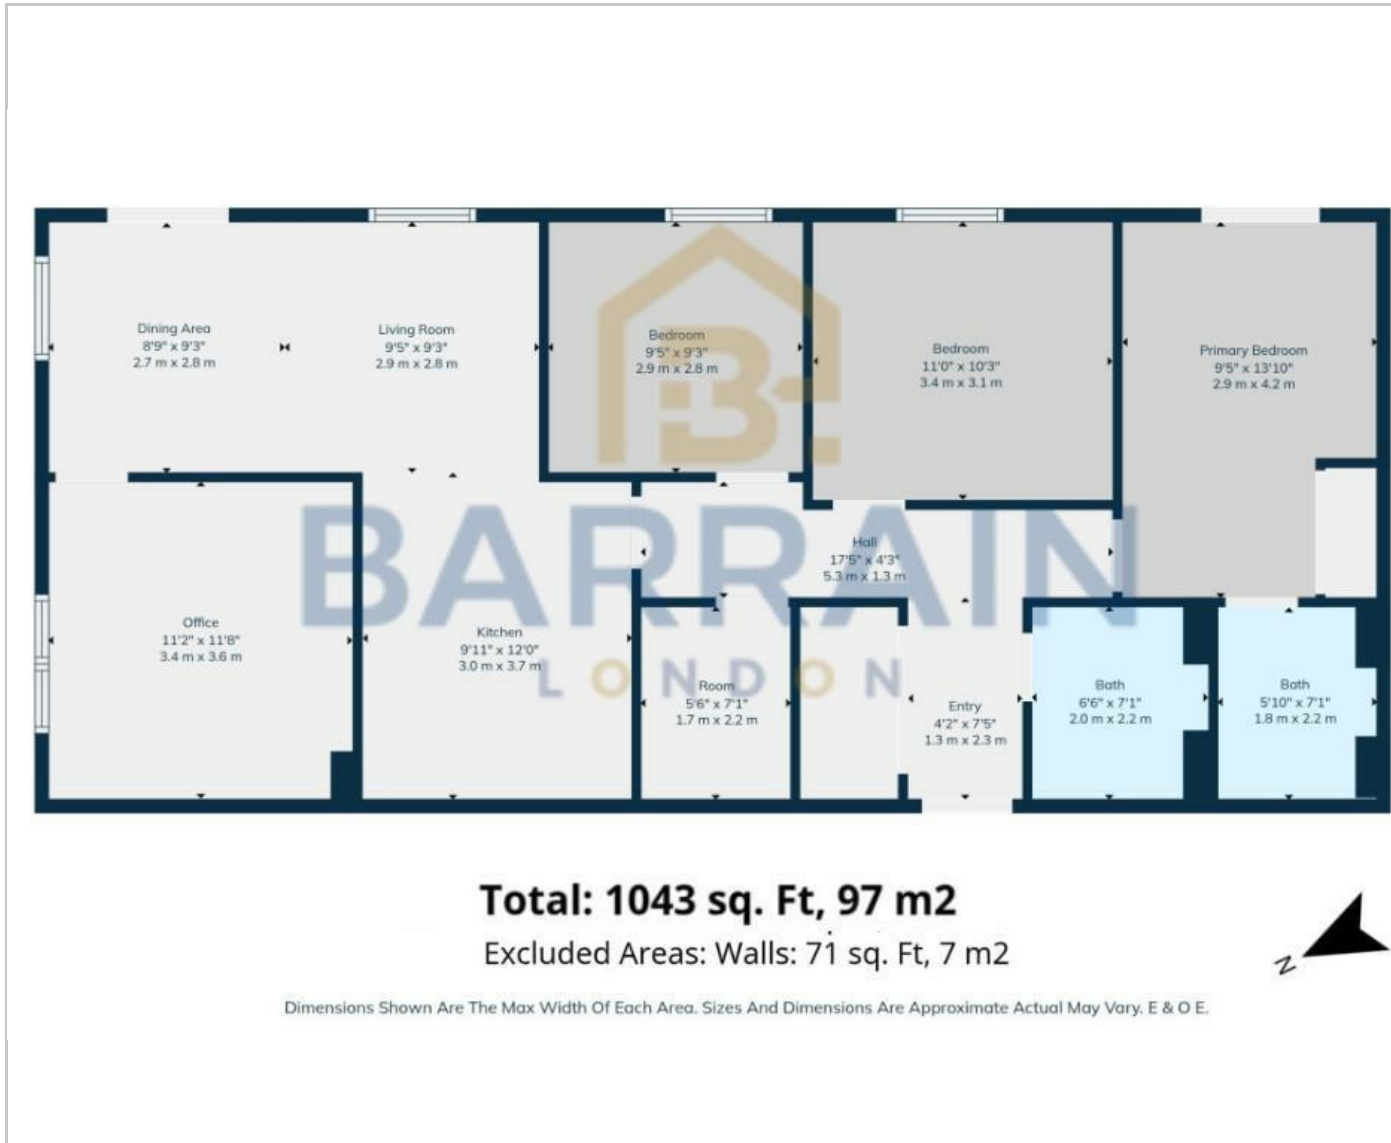 Dining Area
8'9" x 9'3"
2.7 m x 2.8 m
Living Room
9'5" x 9'3"
2.9 m x 2.8 m
Bedroom
9'5" x 9'3"
2.9 m x 2.8 m
Bedroom
11'0" x 10'3"
3.4 m x 3.1 m
Primary Bedroom
9'5" x 13'10"
2.9 m x 4.2 m
BARRAIN
LONDON
Hall
17'5" x 4'3"
5.3 m x 1.3 m
Office
11'2" x 11'8"
3.4 m x 3.6 m
Kitchen
9'11" x 12'0"
3.0 m x 3.7 m
Room
5'6" x 7'1"
1.7 m x 2.2 m
Entry
4'2" x 7'5"
1.3 m x 2.3 m
Bath
6'6" x 7'1"
2.0 m x 2.2 m
Bath
5'10" x 7'1"
1.8 m x 2.2 m
Total: 1043 sq. Ft, 97 m2
Excluded Areas: Walls: 71 sq. Ft, 7 m2
Dimensions Shown Are The Max Width Of Each Area. Sizes And Dimensions Are Approximate Actual May Vary. E & O E.
N